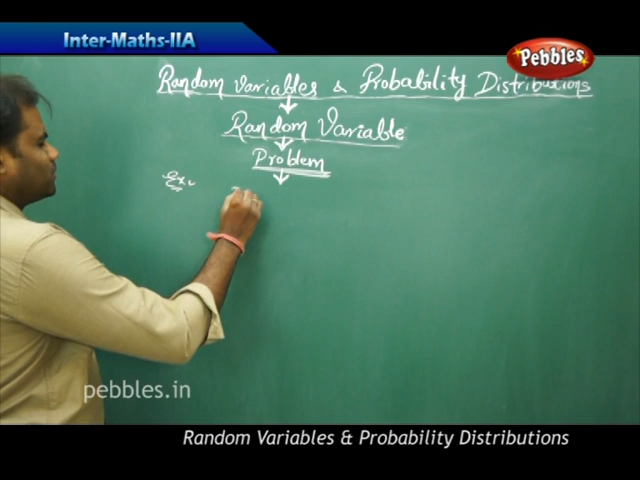 Inter-Maths-IIA
Pebbles
Random Variables & Probability Distributions
Random Variable
Problem
Ex.
pebbles.in
Random Variables & Probability Distributions